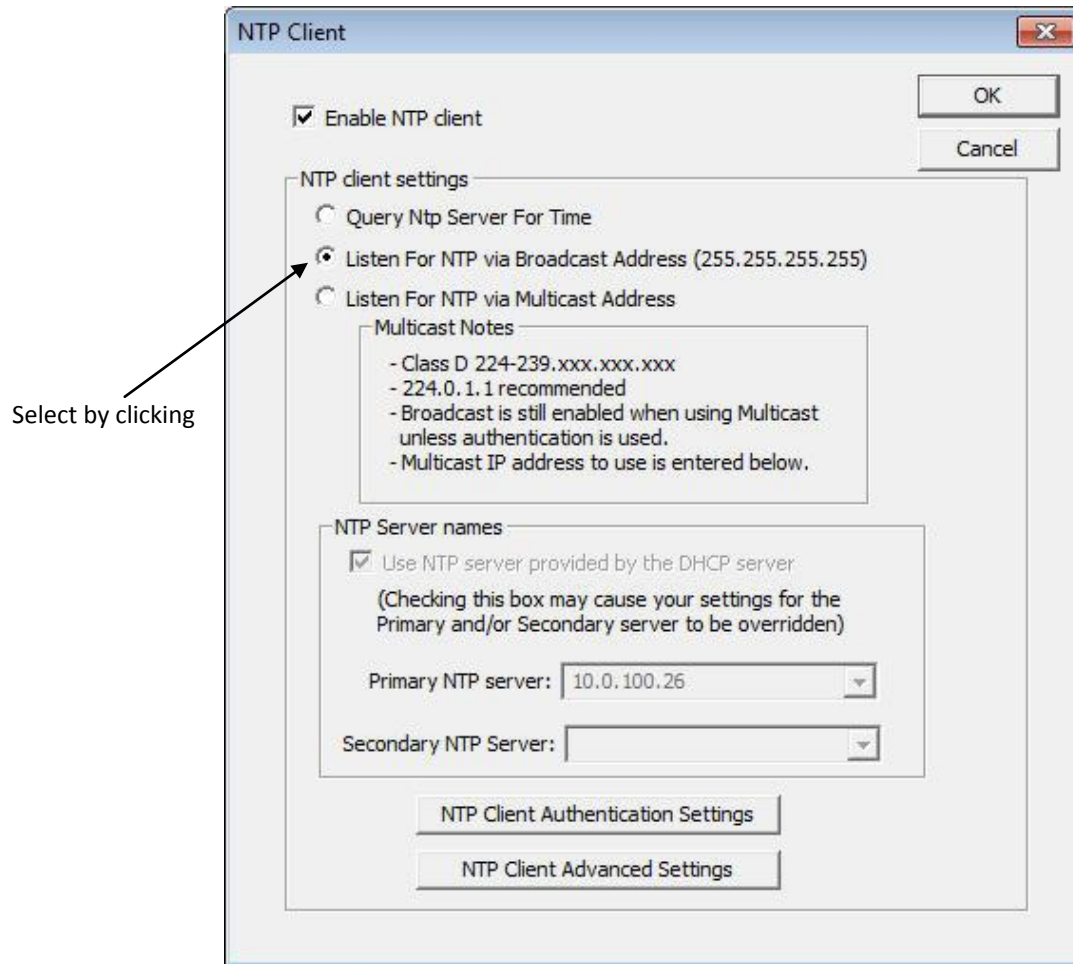 NTP Client
OK
Enable NTP client
Cancel
NTP client settings
Query Ntp Server For Time
Listen For NTP via Broadcast Address (255.255.255.255)
Listen For NTP via Multicast Address
Multicast Notes
- Class D 224-239.xxx.xxx.xxx
- 224.0.1.1 recommended
- Broadcast is still enabled when using Multicast
unless authentication is used.
- Multicast IP address to use is entered below.
Select by clicking
NTP Server names
Use NTP server provided by the DHCP server
(Checking this box may cause your settings for the
Primary and/or Secondary server to be overridden)
Primary NTP server: 10.0.100.26
Secondary NTP Server:
NTP Client Authentication Settings
NTP Client Advanced Settings